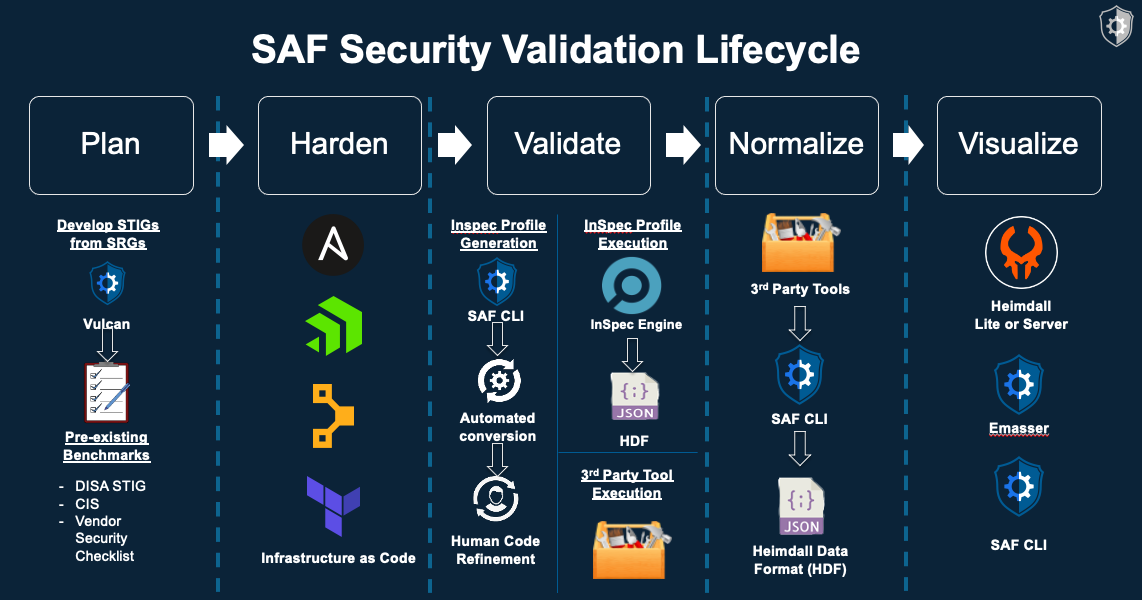 SAF Security Validation Lifecycle
Plan
Harden
Validate
Normalize
Visualize
Develop STIGs
from SRGs
Vulcan
Pre-existing
Benchmarks
- DISA STIG
- CIS
- Vendor
Security
Checklist
Infrastructure as Code
Inspec Profile
Generation
SAF CLI
Automated
conversion
Human Code
Refinement
InSpec Profile
Execution
InSpec Engine
{;}
JSON
HDF
3rd Party Tool
Execution
3rd Party Tools
SAF CLI
{;}
JSON
Heimdall Data
Format (HDF)
Heimdall
Lite or Server
Emasser
SAF CLI